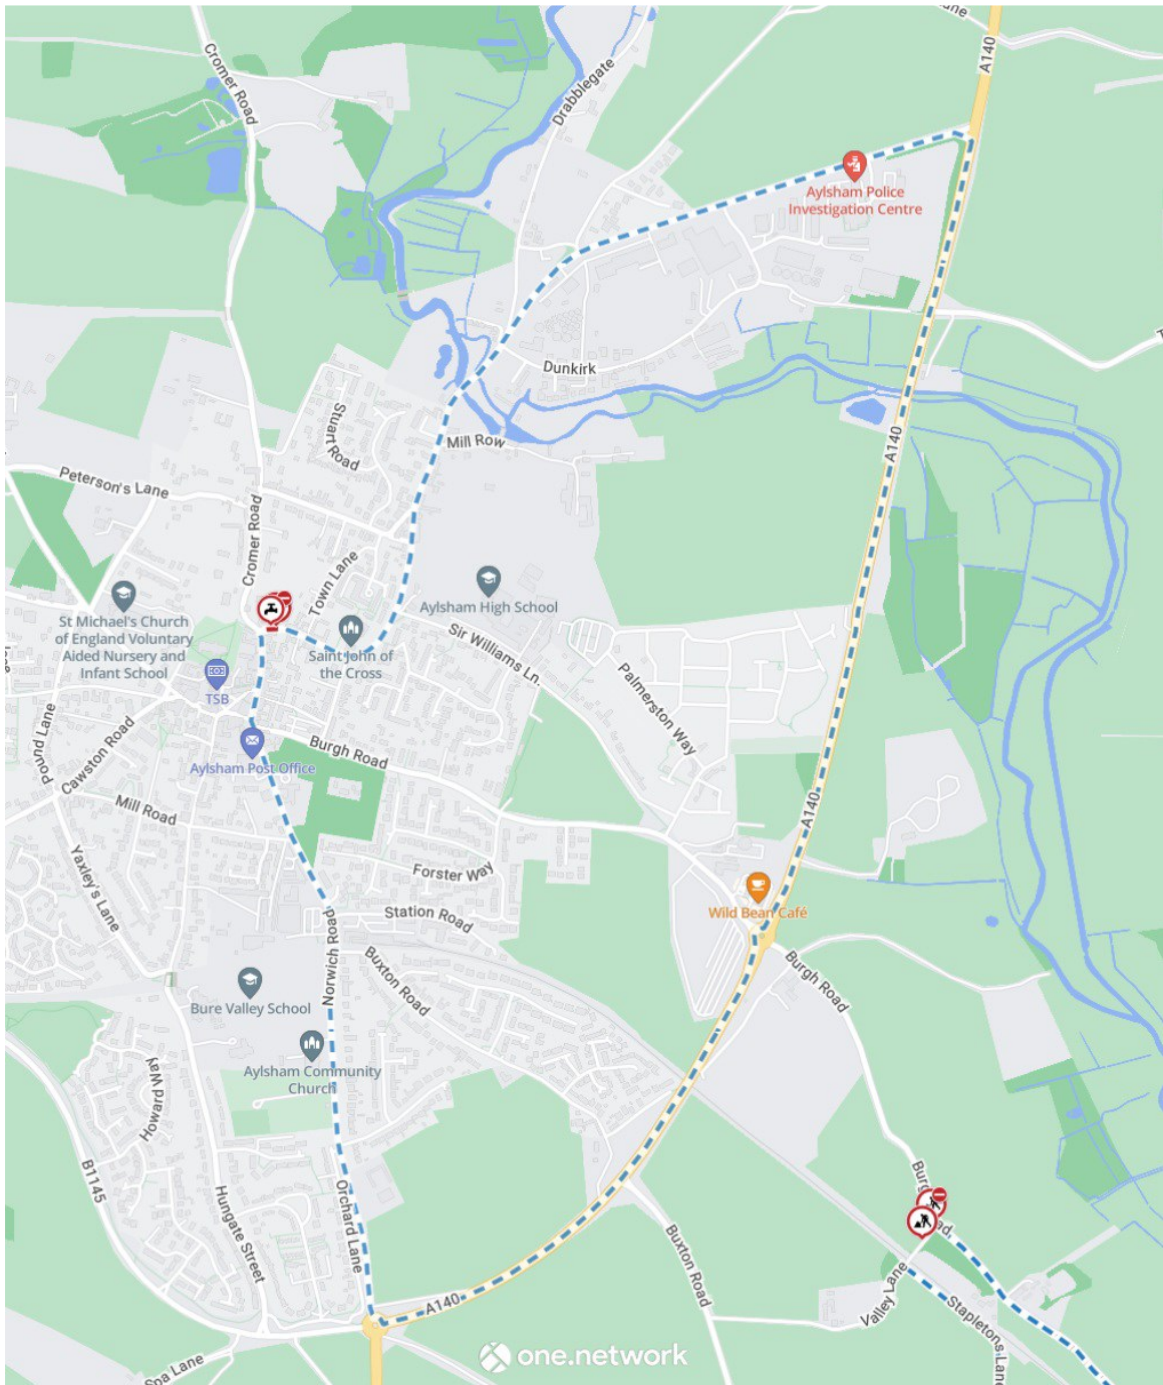 Lane
Cromer Road
Drabblegate
A140
Aylsham Police
Investigation Centre
Dunkirk
Stuart Road
Mill Row
A140
Peterson's Lane
Cromer Road
Town Lane
Aylsham High School
St Michael's Church
of England Voluntary
Aided Nursery and
Infant School
Saint John of
the Cross
Sir Williams Ln.
TSB
Palmerston Way
Pound Lane
Cawston Road
Burgh Road
Aylsham Post Office
Mill Road
A140
Yaxley's Lane
Forster Way
Wild Bean Café
Station Road
Norwich Road
Buxton Road
Burgh Road
Bure Valley School
Aylsham Community
Church
Howard Way
B1145
Hungate Street
Orchard Lane
Buxton Road
Valley Lane
Stapletons Lane
A140
Spa Lane
one.network